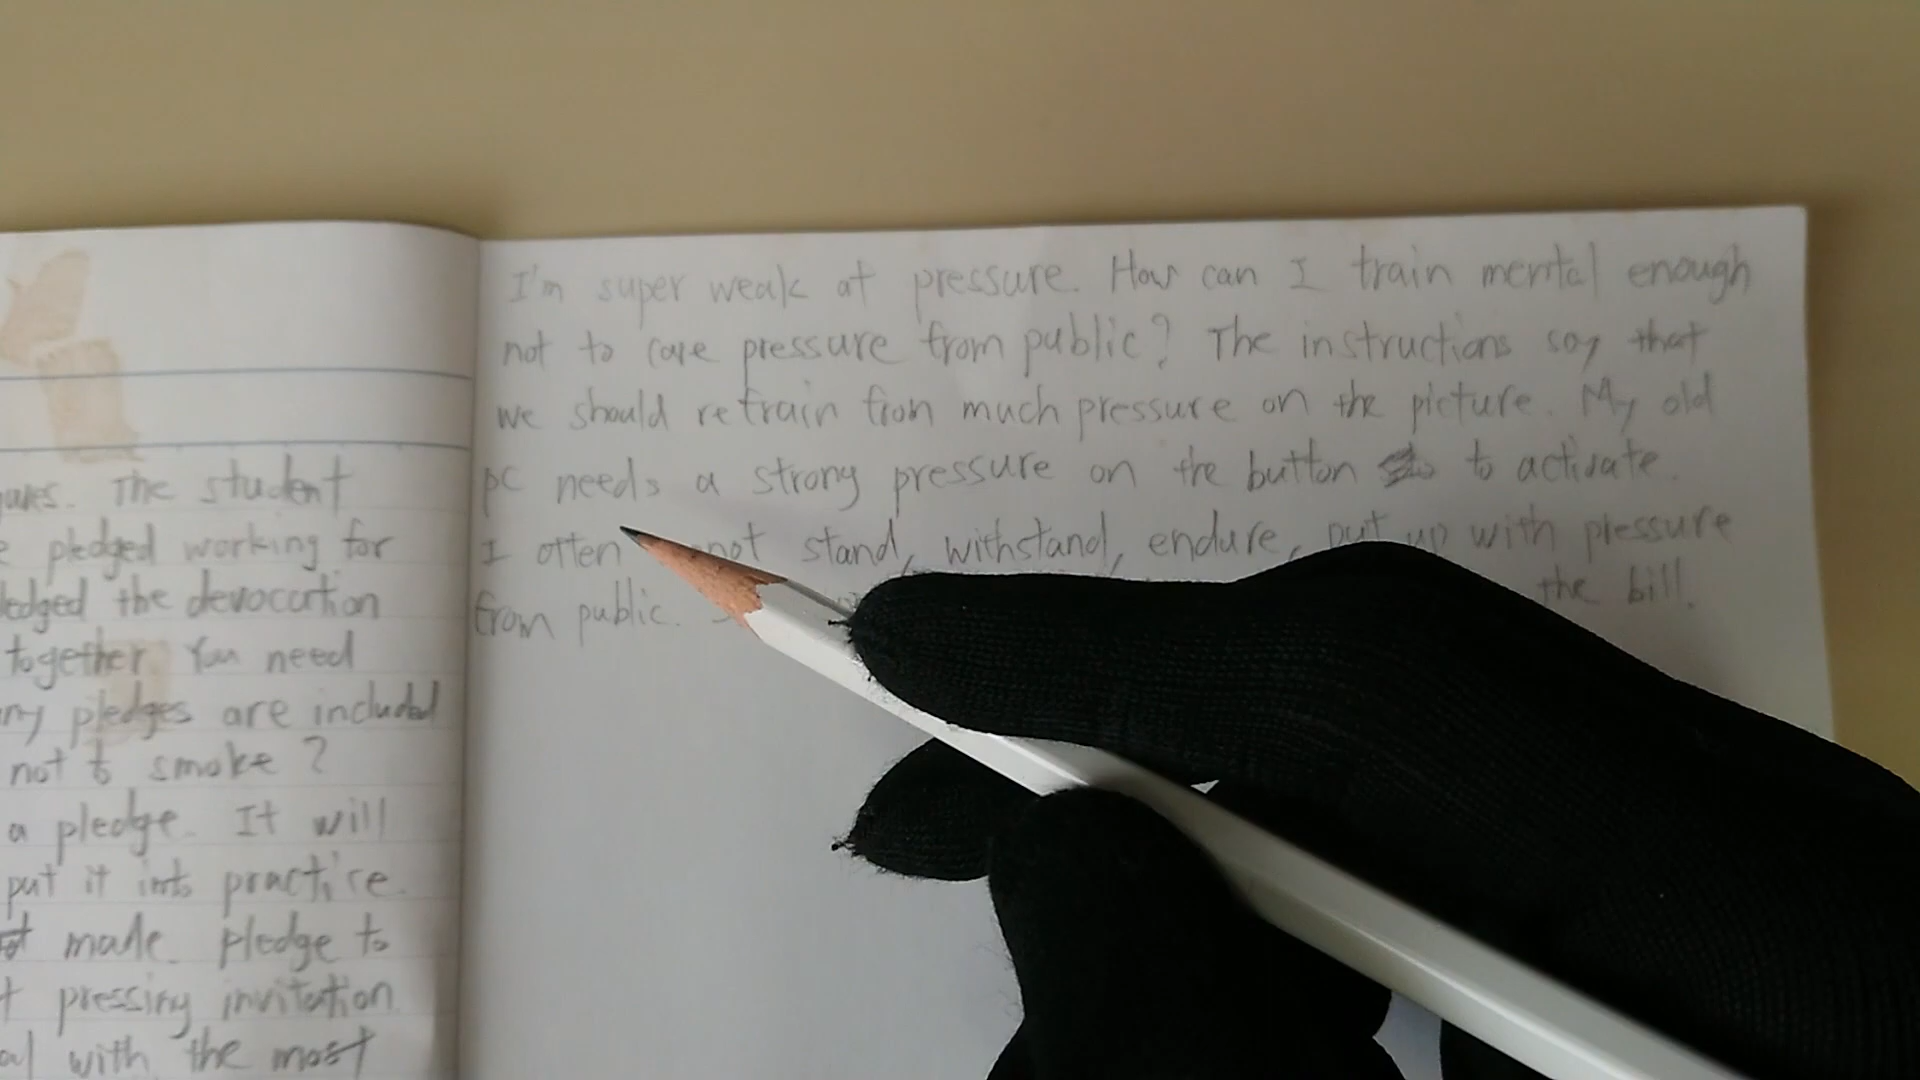 I'm super weak at pressure. How can I train mental enough
not to care pressure from public? The instructions say that
we should refrain from much pressure on the picture. My old
pc needs a strong pressure on the button to activate.
I often not stand, withstand, endure, put up with pressure
from public. the bill.
The student
pledged working for
the devocation
together. You need
pledges are included
not to smoke?
a pledge. It will
put it into practice.
made pledge to
pressing invitation
with the most